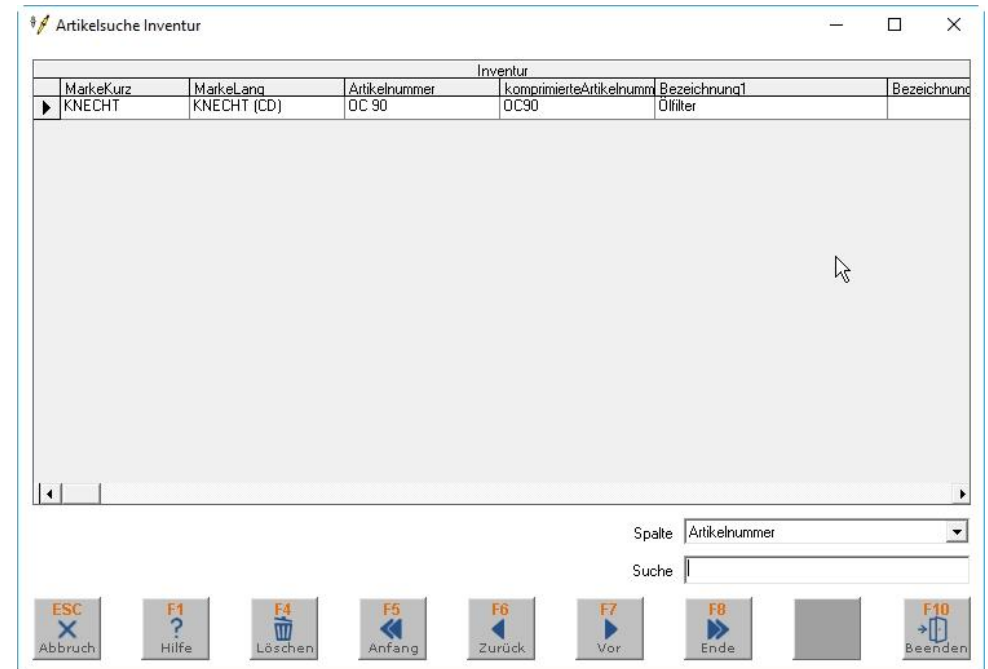 Artikelsuche Inventur
Inventur
MarkeKurz MarkeLang Artikelnummer komprimierteArtikelnumm Bezeichnung1 Bezeichnung
KNECHT KNECHT (CD) OC 90 OC90 Ölfilter
Spalte Artikelnummer
Suche
ESC F1 F4 F5 F6 F7 F8 F10
Abbruch Hilfe Löschen Anfang Zurück Vor Ende Beenden